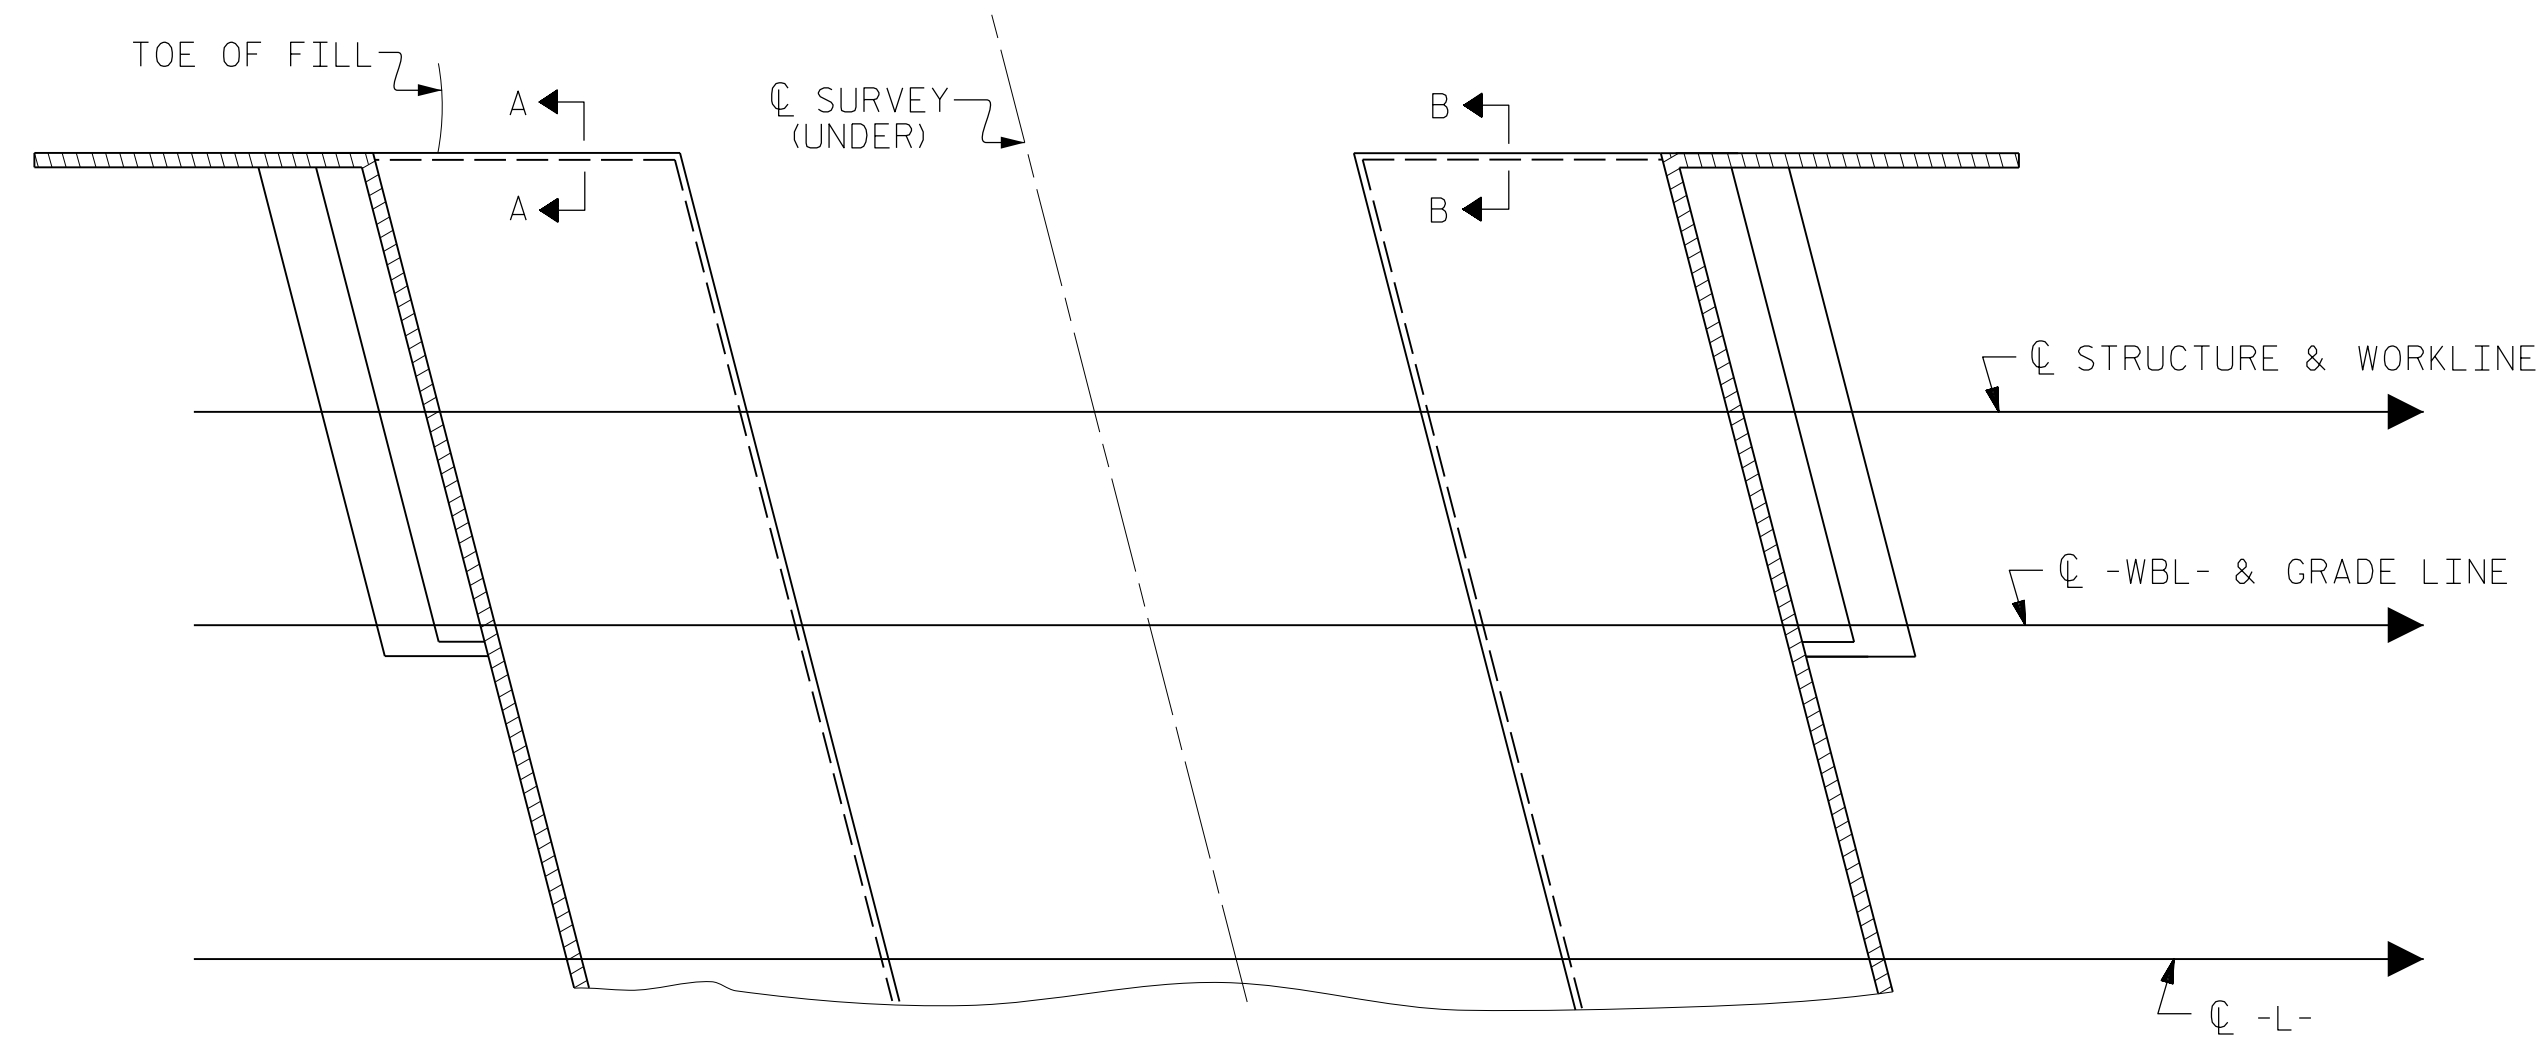 TOE OF FILL
A
A
℄ SURVEY
(UNDER)
B
B
℄ STRUCTURE & WORKLINE
℄ -WBL- & GRADE LINE
℄ -L-